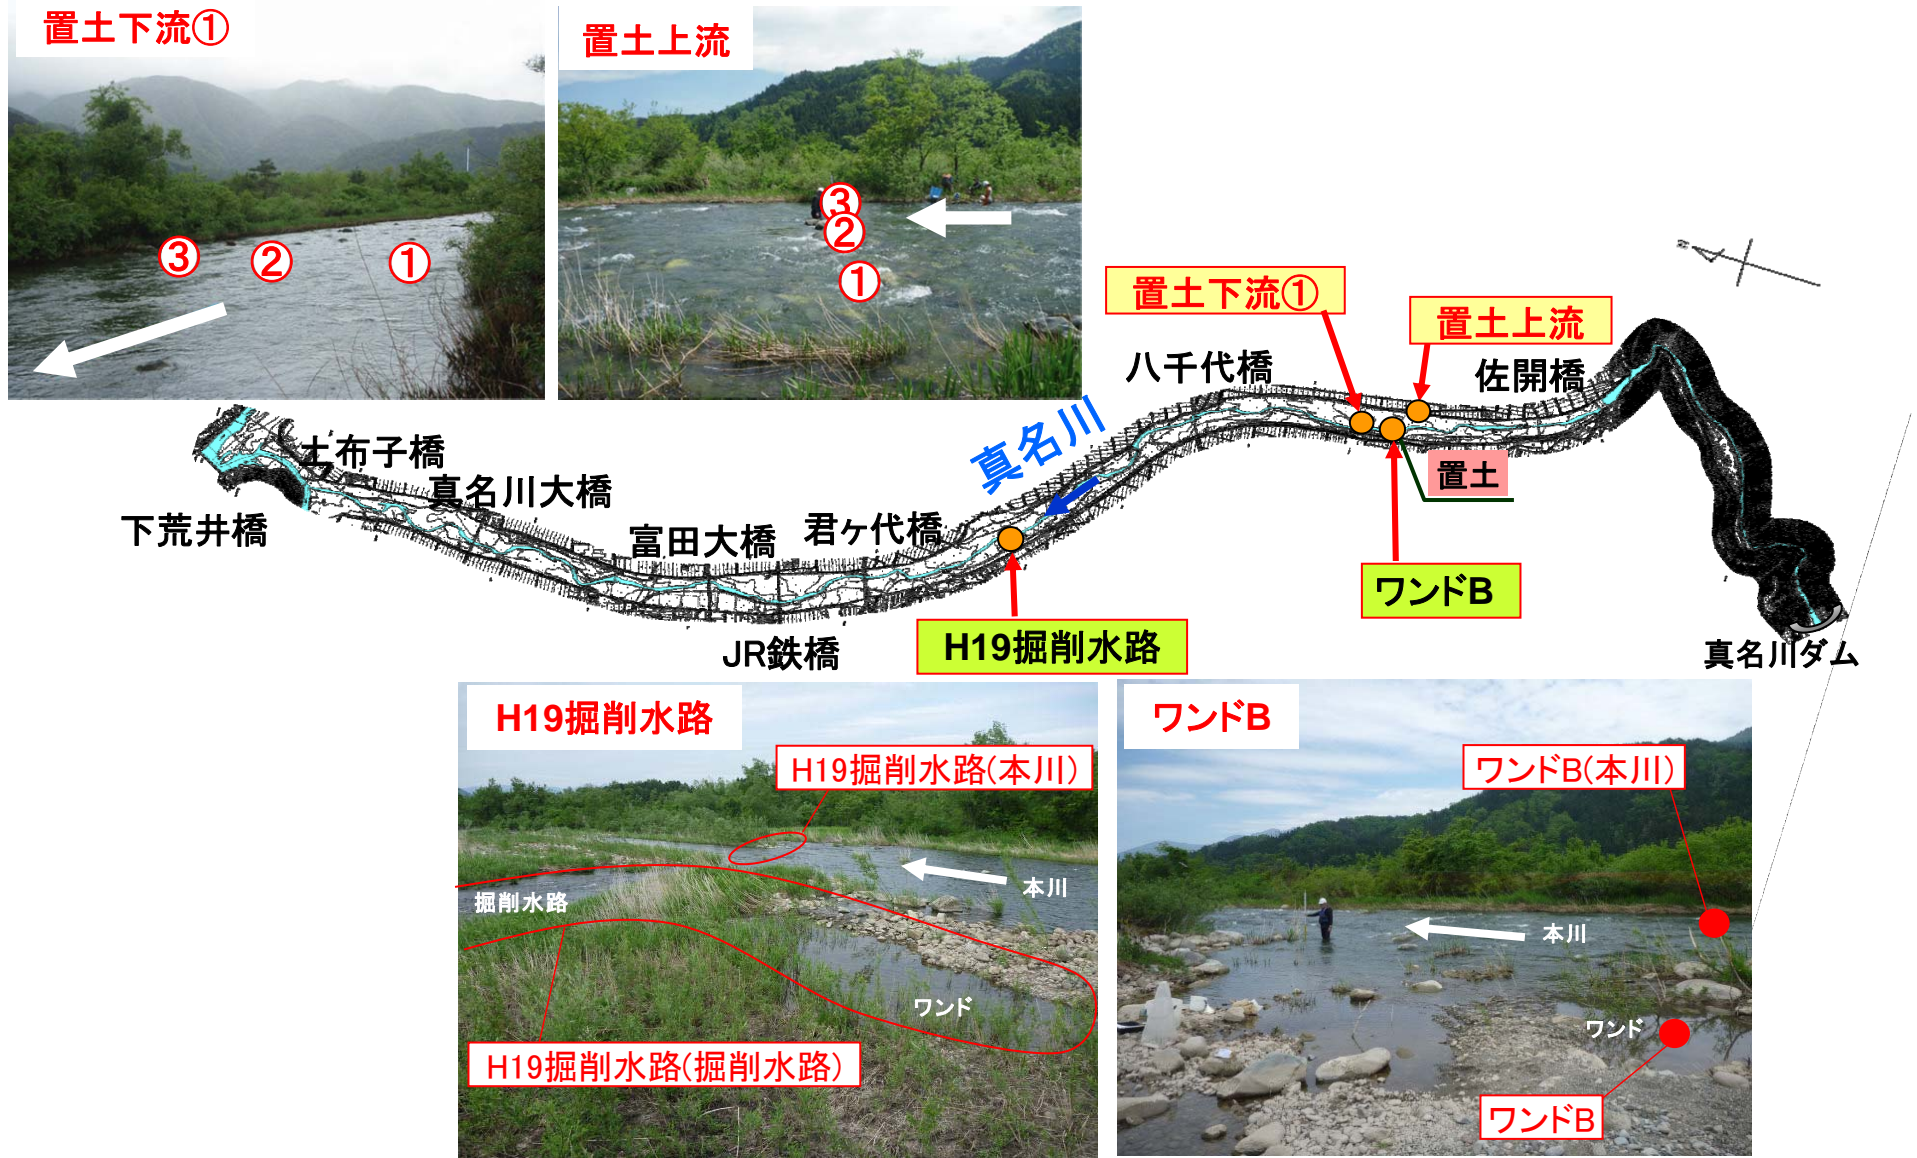 置土下流①
③
②
①
置土上流
③
②
①
置土下流①
置土上流
八千代橋
佐開橋
真名川
置土
土布子橋
真名川大橋
下荒井橋
富田大橋
君ヶ代橋
ワンドB
JR鉄橋
H19掘削水路
真名川ダム
H19掘削水路
H19掘削水路(本川)
本川
掘削水路
ワンド
H19掘削水路(掘削水路)
ワンドB
ワンドB(本川)
本川
ワンド
ワンドB